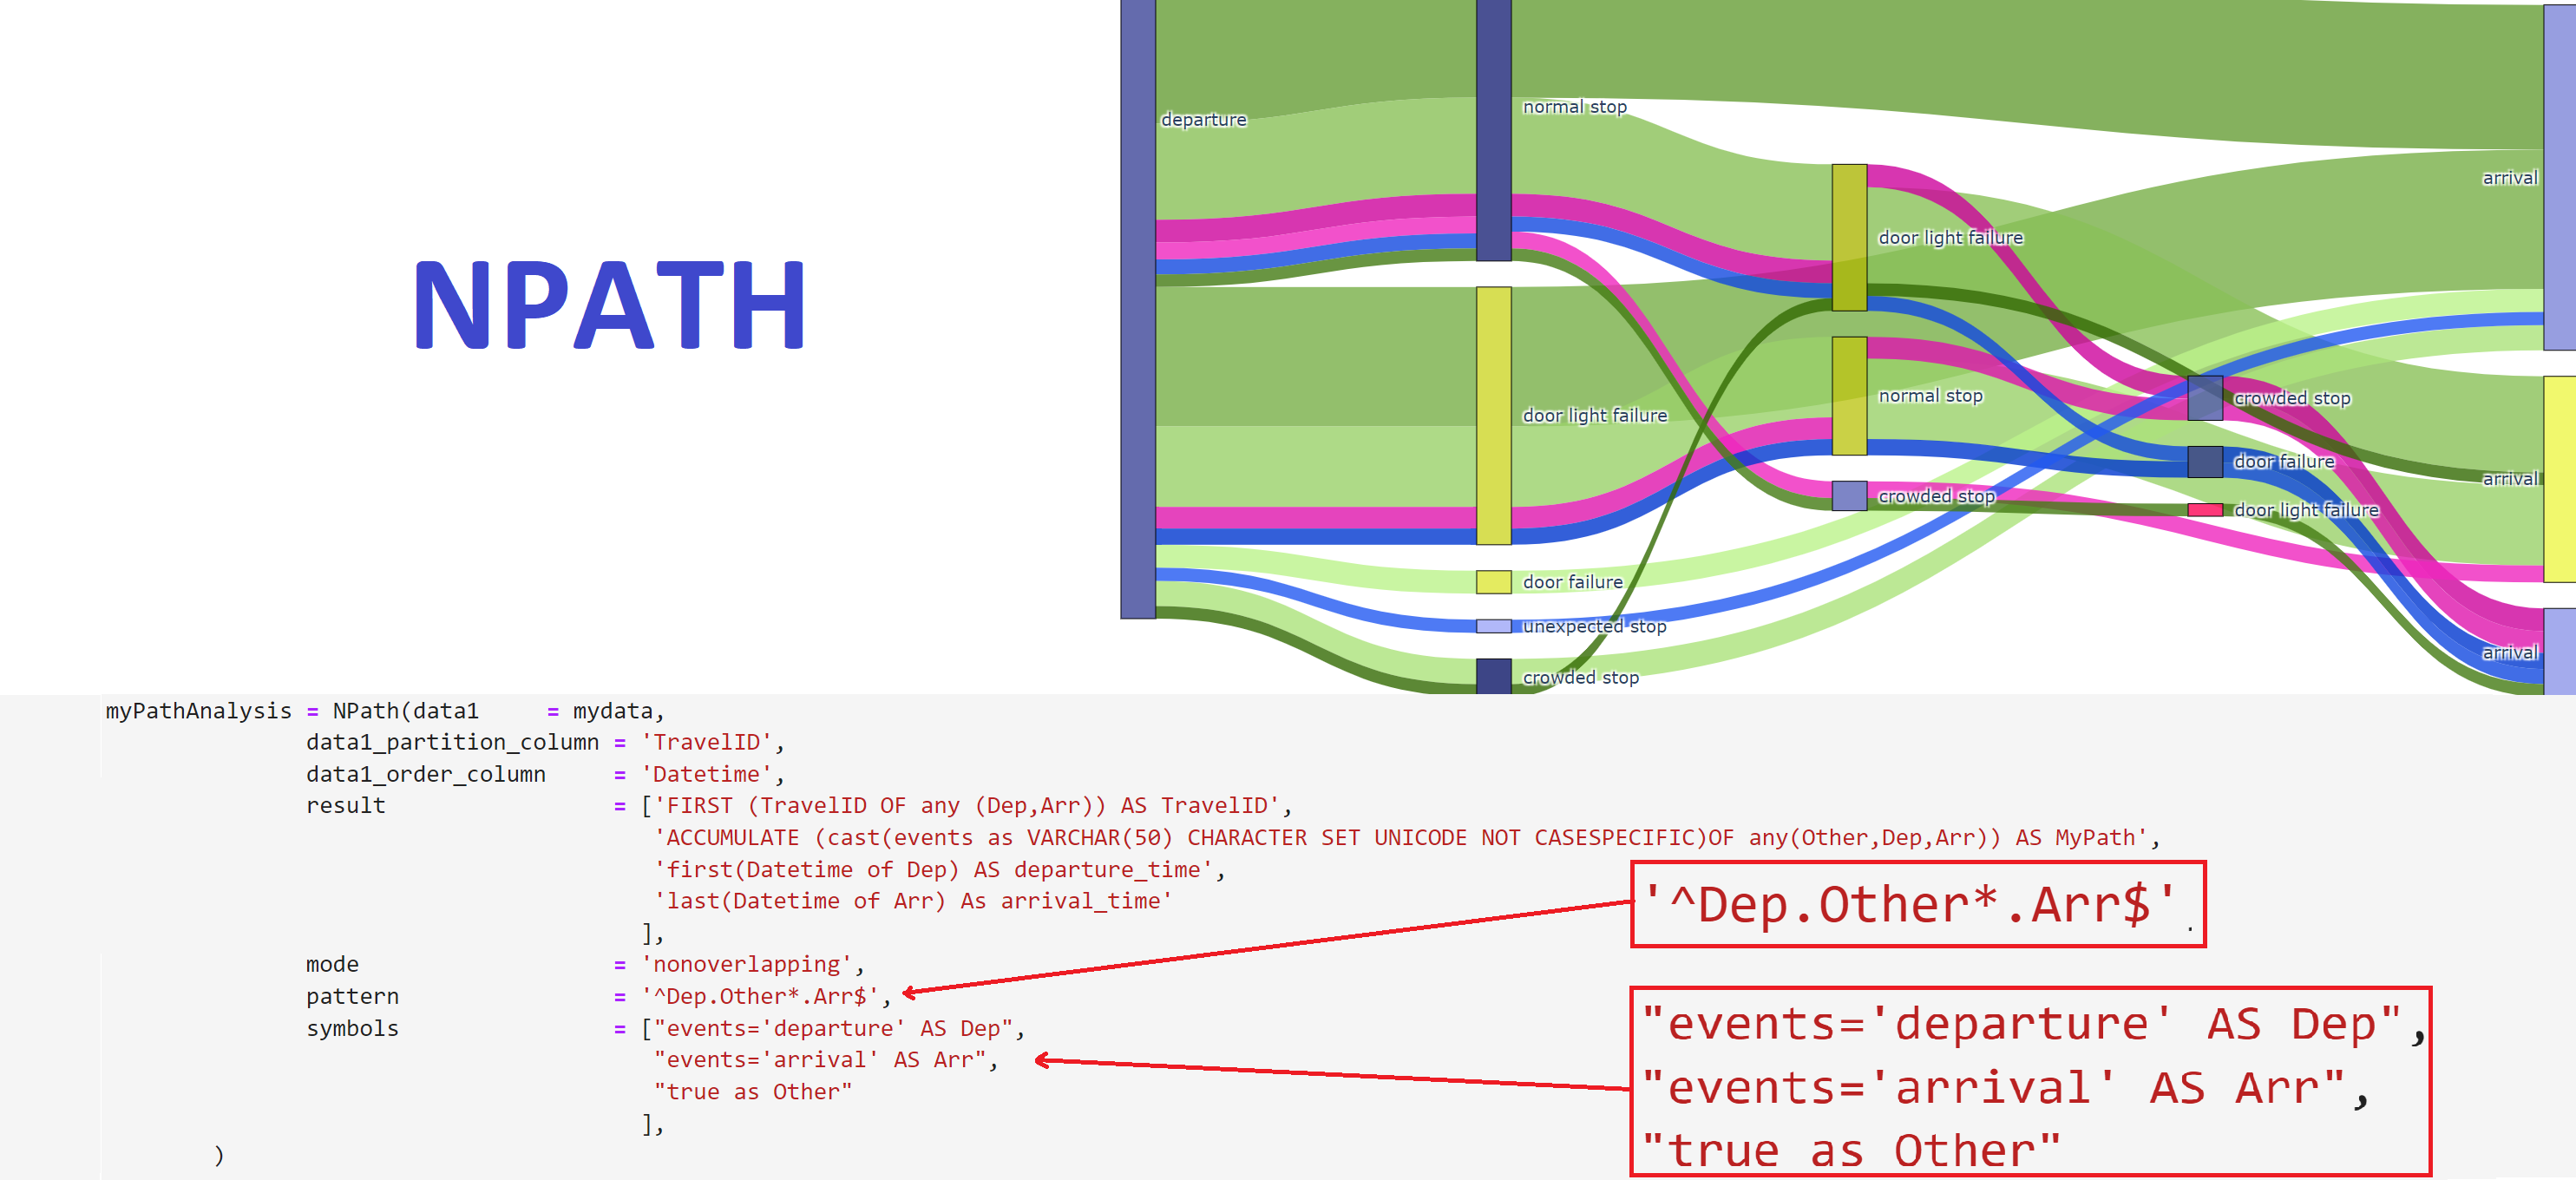 NPATH
departure
normal stop
door light failure
door failure
unexpected stop
crowded stop
door light failure
normal stop
crowded stop
crowded stop
door failure
door light failure
arrival
arrival
arrival
myPathAnalysis = NPath(data1     = mydata,
data1_partition_column = 'TravelID',
data1_order_column     = 'Datetime',
result                 = ['FIRST (TravelID OF any (Dep,Arr)) AS TravelID',
'ACCUMULATE (cast(events as VARCHAR(50) CHARACTER SET UNICODE NOT CASESPECIFIC)OF any(Other,Dep,Arr)) AS MyPath',
'first(Datetime of Dep) AS departure_time',
'last(Datetime of Arr) As arrival_time'
],
mode                   = 'nonoverlapping',
pattern                = '^Dep.Other*.Arr$',
symbols                = ["events='departure' AS Dep",
"events='arrival' AS Arr",
"true as Other"
],
)
'^Dep.Other*.Arr$'.
"events='departure' AS Dep",
"events='arrival' AS Arr",
"true as Other"